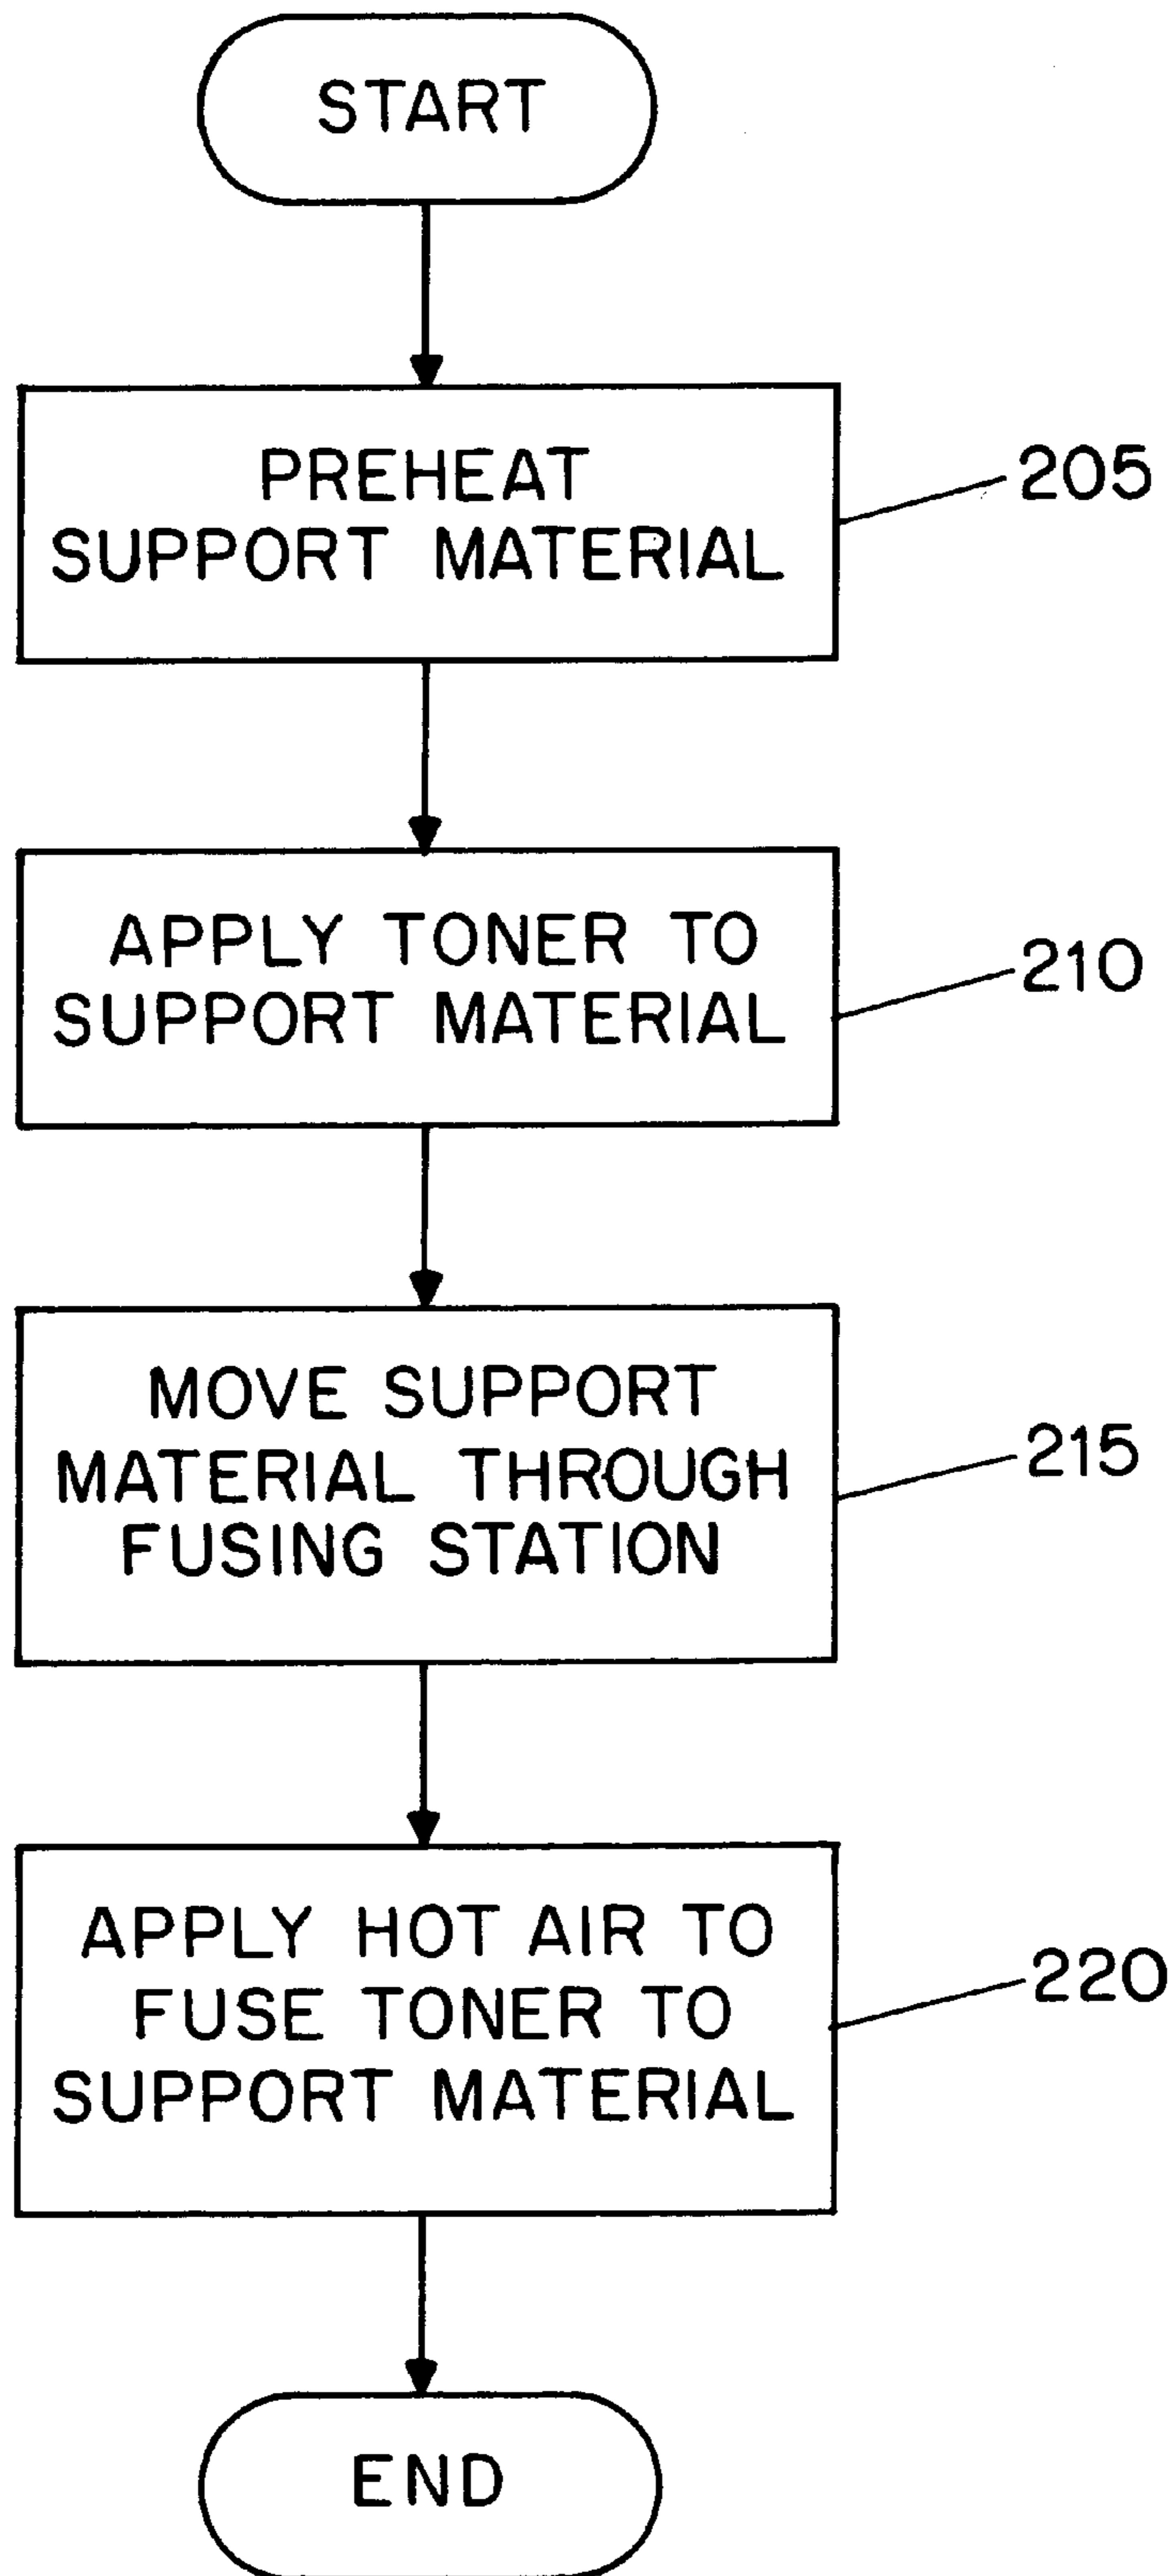 START
PREHEAT
SUPPORT MATERIAL
205
APPLY TONER TO
SUPPORT MATERIAL
210
MOVE SUPPORT
MATERIAL THROUGH
FUSING STATION
215
APPLY HOT AIR TO
FUSE TONER TO
SUPPORT MATERIAL
220
END